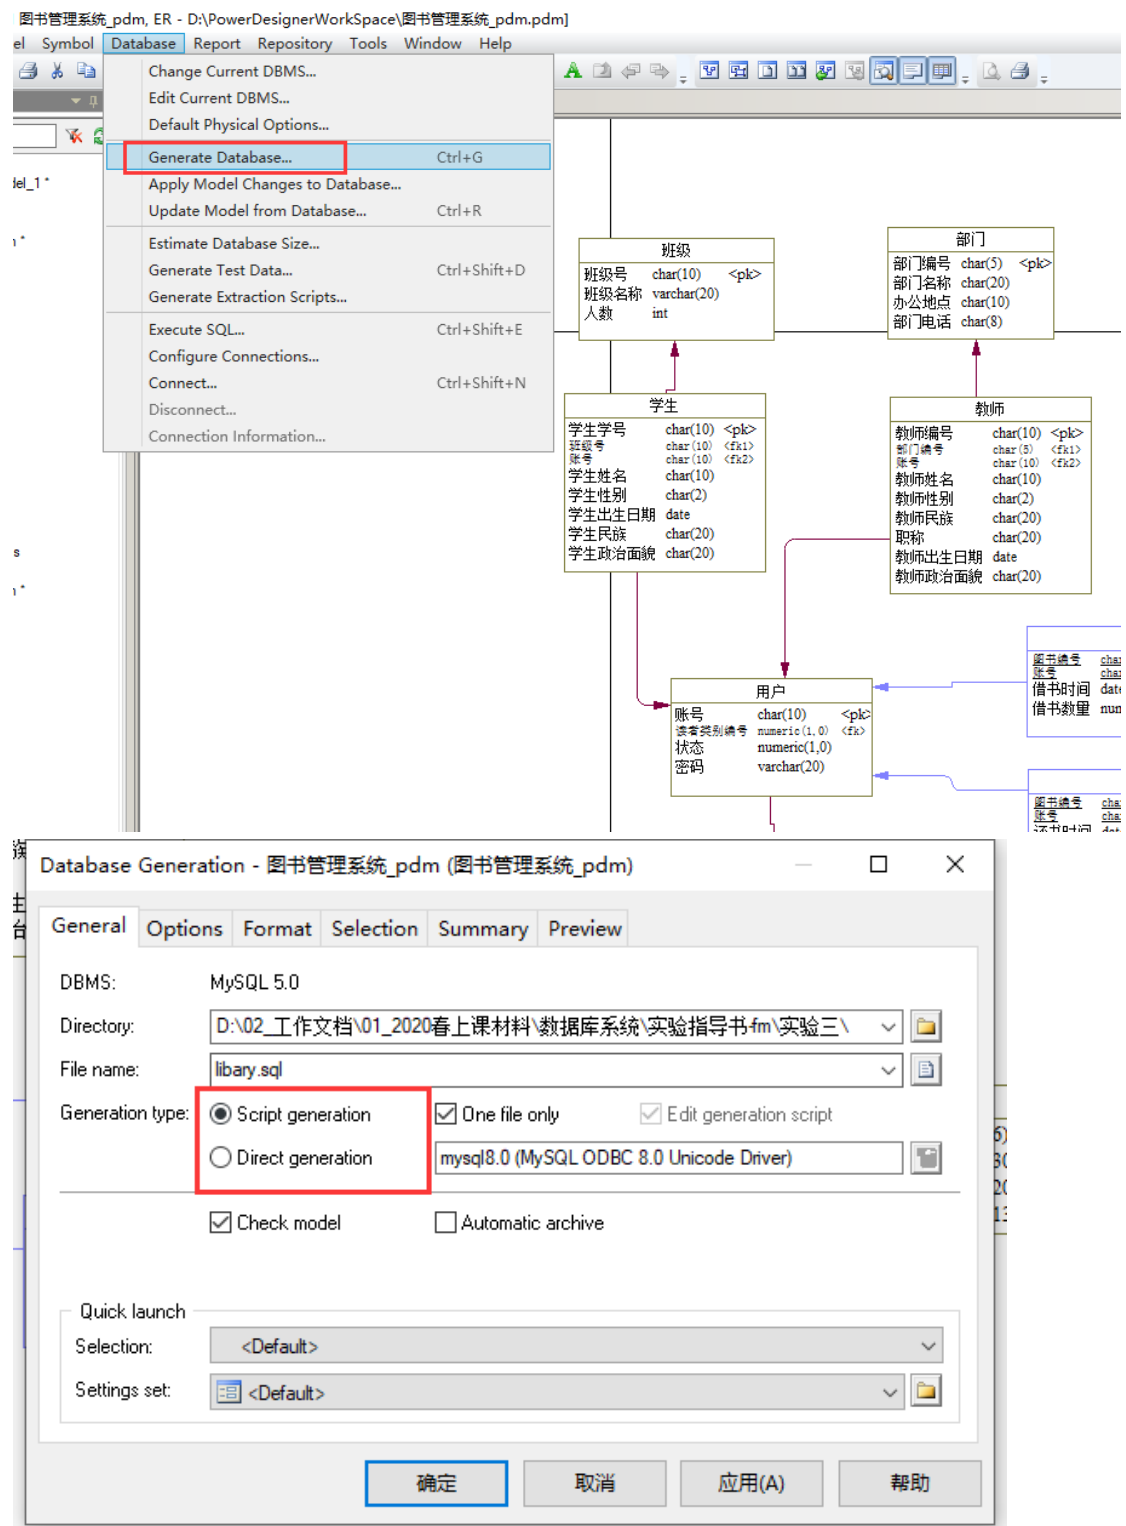 图书管理系统_pdm, ER - D:\PowerDesignerWorkSpace\图书管理系统_pdm.pdm]
el Symbol Database Report Repository Tools Window Help
Change Current DBMS...
Edit Current DBMS...
Default Physical Options...
Generate Database... Ctrl+G
Apply Model Changes to Database...
Update Model from Database... Ctrl+R
Estimate Database Size...
Generate Test Data... Ctrl+Shift+D
Generate Extraction Scripts...
Execute SQL... Ctrl+Shift+E
Configure Connections...
Connect... Ctrl+Shift+N
Disconnect...
Connection Information...
del_1 *
s
班级
班级号 char(10) <pk>
班级名称 varchar(20)
人数 int
部门
部门编号 char(5) <pk>
部门名称 char(20)
办公地点 char(10)
部门电话 char(8)
学生
学生学号 char(10) <pk>
班级号 char(10) <fk1>
账号 char(10) <fk2>
学生姓名 char(10)
学生性别 char(2)
学生出生日期 date
学生民族 char(20)
学生政治面貌 char(20)
教师
教师编号 char(10) <pk>
部门编号 char(5) <fk1>
账号 char(10) <fk2>
教师姓名 char(10)
教师性别 char(2)
教师民族 char(20)
职称 char(20)
教师出生日期 date
教师政治面貌 char(20)
用户
账号 char(10) <pk>
读者类别编号 numeric(1,0) <fk>
状态 numeric(1,0)
密码 varchar(20)
图书编号 char
账号 cha
借书时间 date
借书数量 num
图书编号 cha
账号 cha
还书时间 date
Database Generation - 图书管理系统_pdm (图书管理系统_pdm)
General Options Format Selection Summary Preview
DBMS: MySQL 5.0
Directory: D:\02_工作文档\01_2020春上课材料\数据库系统\实验指导书-fm\实验三\
File name: libary.sql
Generation type: Script generation One file only Edit generation script
Direct generation mysql8.0 (MySQL ODBC 8.0 Unicode Driver)
Check model Automatic archive
Quick launch
Selection: <Default>
Settings set: <Default>
确定 取消 应用(A) 帮助